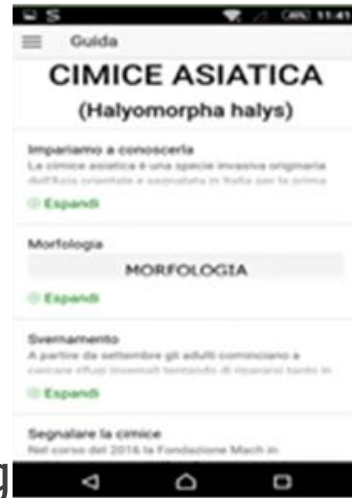 11:41
Guida
CIMICE ASIATICA
(Halyomorpha halys)
Impariamo a conoscerla
La cimice asiatica è una specie invasiva originaria
dell'Asia orientale e segnalata in Italia per la prima
Espandi
Morfologia
MORFOLOGIA
Espandi
Svernamento
A partire da settembre gli adulti cominciano a
cercare rifugi invernali tentando di ripararsi tanto in
Espandi
Segnalare la cimice
Nel corso del 2016 la Fondazione Mach in
g